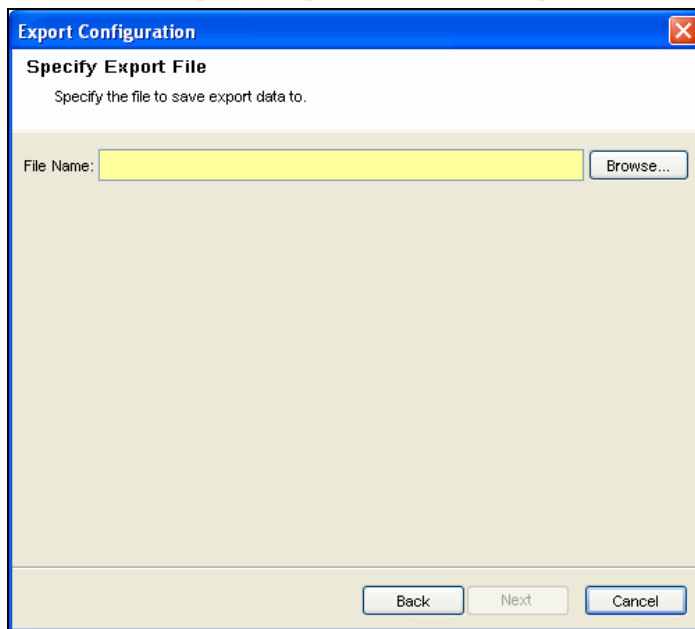 Export Configuration
Specify Export File
Specify the file to save export data to.
File Name:
Browse...
Back
Next
Cancel